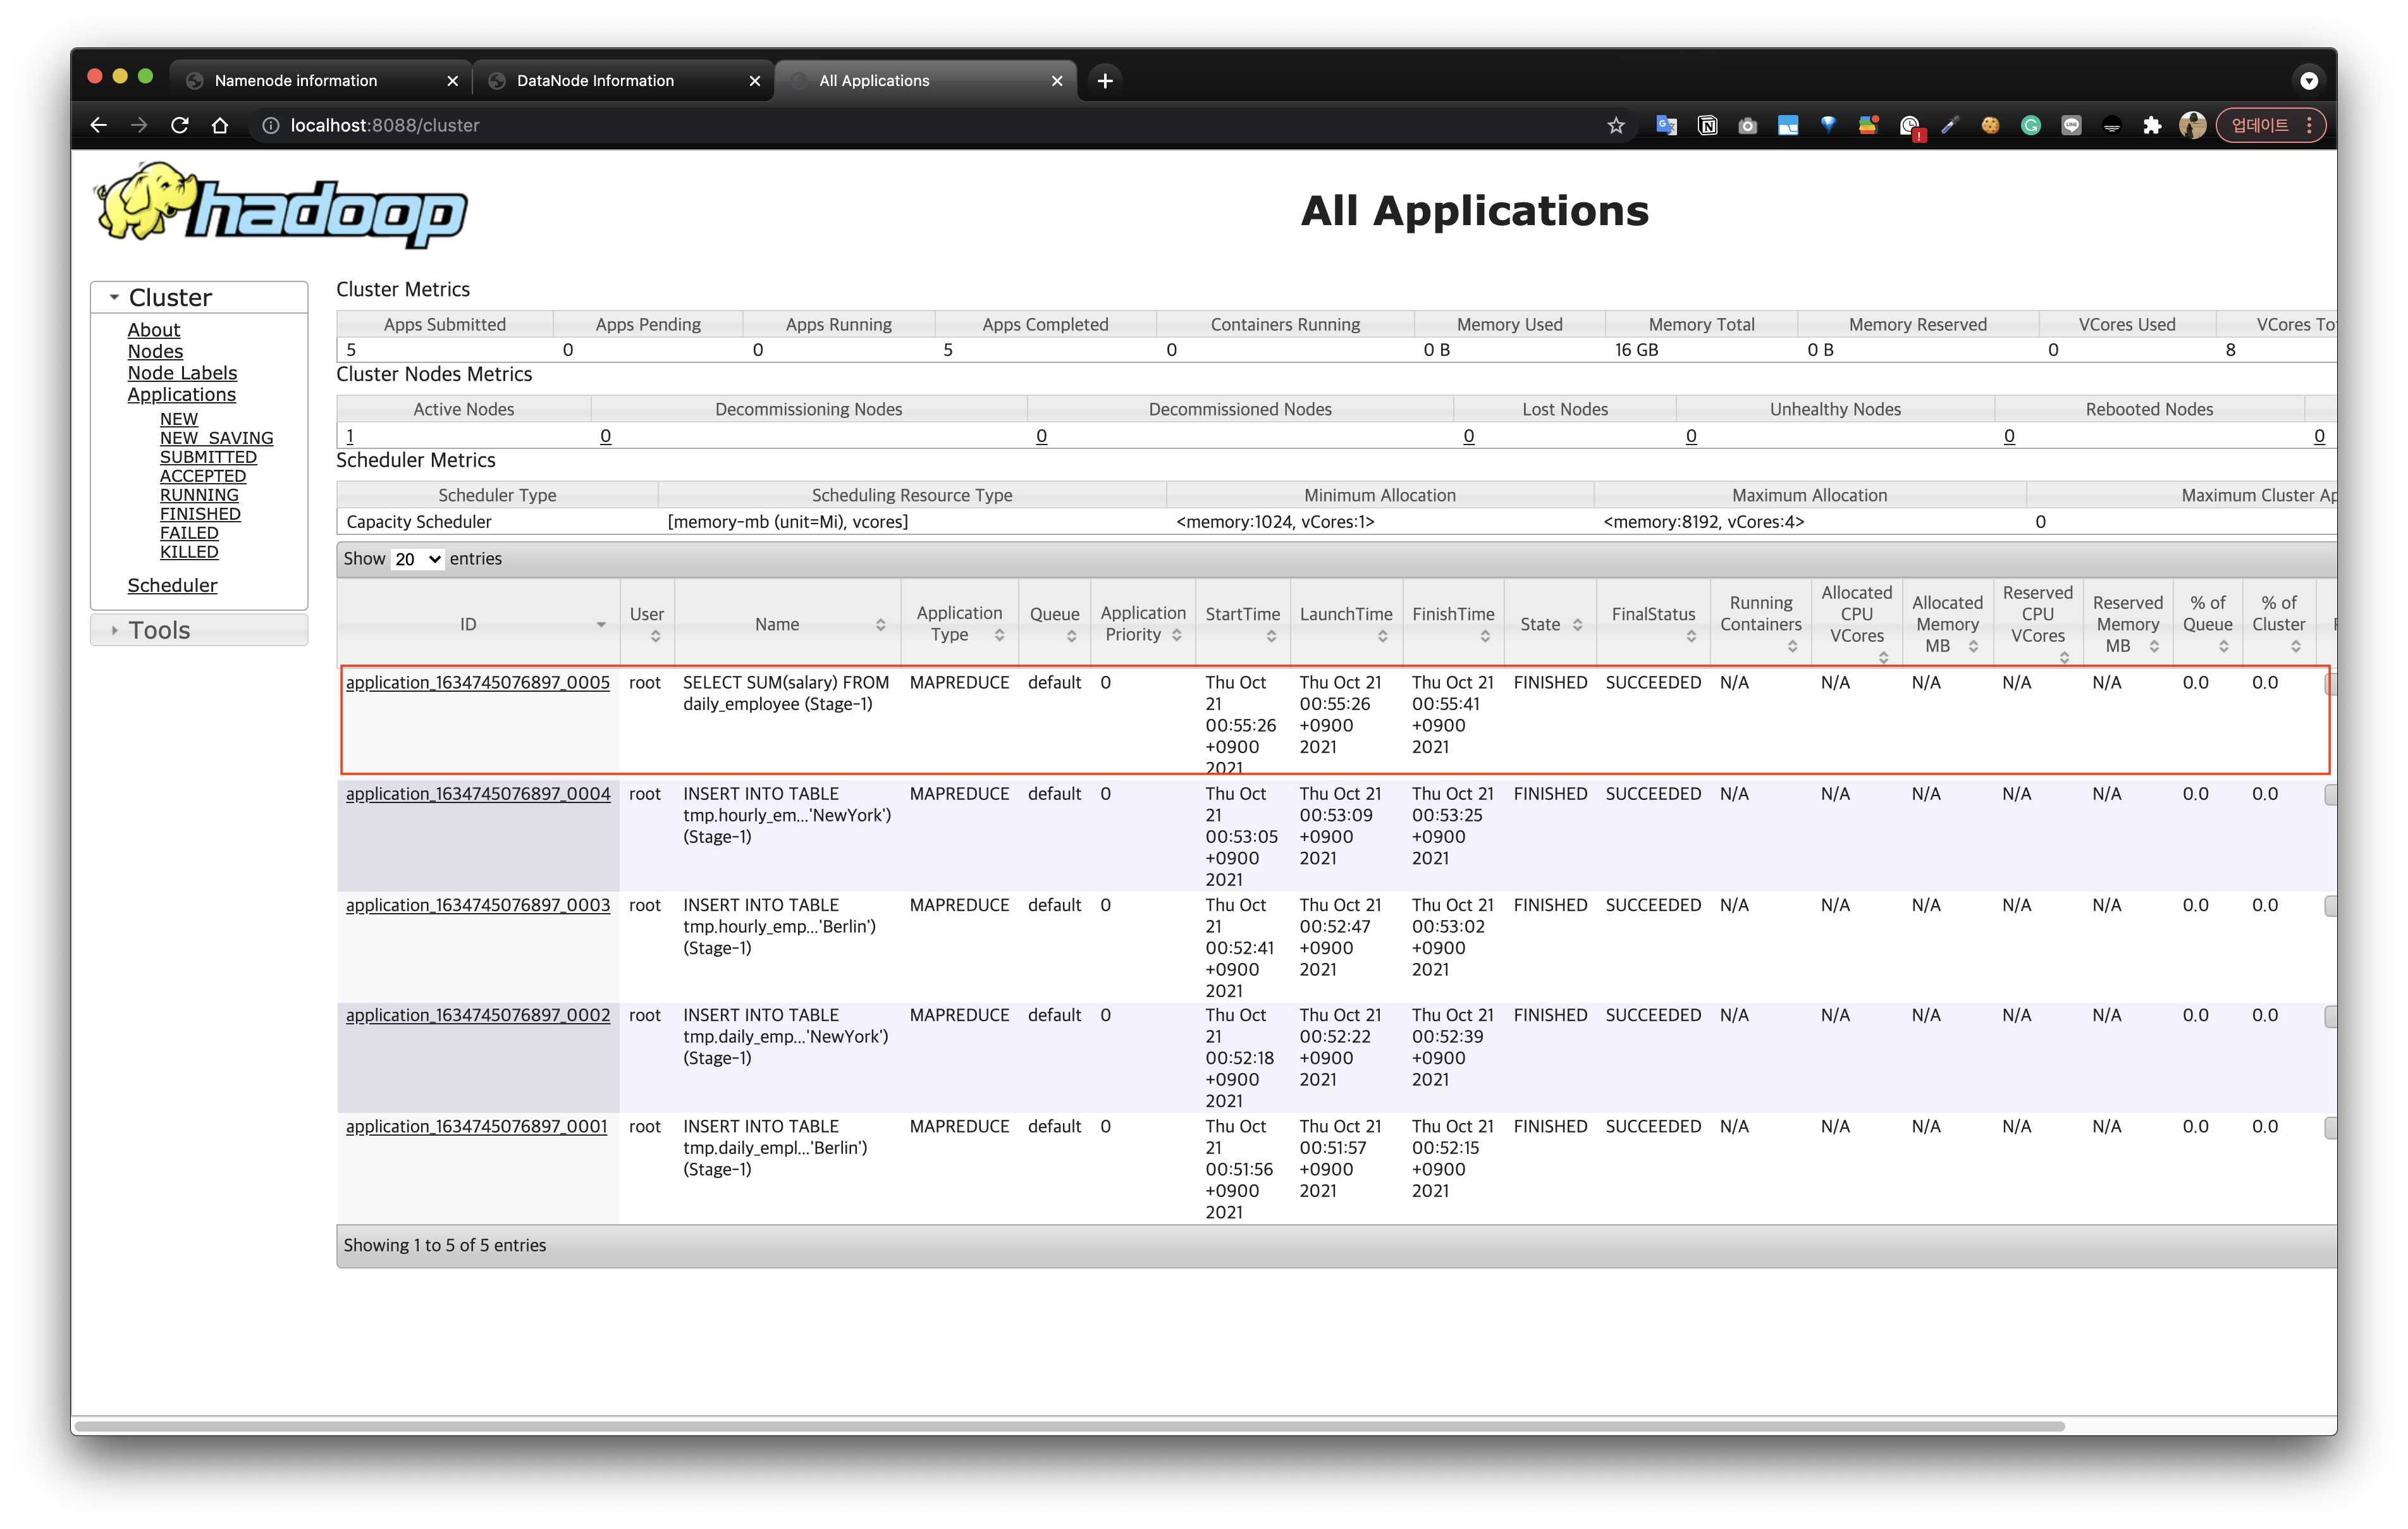 Namenode information
DataNode Information
All Applications
localhost:8088/cluster
업데이트
hadoop
All Applications
Cluster
About
Nodes
Node Labels
Applications
NEW
NEW_SAVING
SUBMITTED
ACCEPTED
RUNNING
FINISHED
FAILED
KILLED
Scheduler
Tools
Cluster Metrics
Apps Submitted Apps Pending Apps Running Apps Completed Containers Running Memory Used Memory Total Memory Reserved VCores Used VCores To
5 0 0 5 0 0 B 16 GB 0 B 0 8
Cluster Nodes Metrics
Active Nodes Decommissioning Nodes Decommissioned Nodes Lost Nodes Unhealthy Nodes Rebooted Nodes
1 0 0 0 0 0 0
Scheduler Metrics
Scheduler Type Scheduling Resource Type Minimum Allocation Maximum Allocation Maximum Cluster Ap
Capacity Scheduler [memory-mb (unit=Mi), vcores] <memory:1024, vCores:1> <memory:8192, vCores:4> 0
Show 20 entries
ID User Name Application Type Queue Application Priority StartTime LaunchTime FinishTime State FinalStatus Running Containers Allocated CPU VCores Allocated Memory MB Reserved CPU VCores Reserved Memory MB % of Queue % of Cluster
application_1634745076897_0005 root SELECT SUM(salary) FROM daily_employee (Stage-1) MAPREDUCE default 0 Thu Oct 21 00:55:26 +0900 2021 Thu Oct 21 00:55:26 +0900 2021 Thu Oct 21 00:55:41 +0900 2021 FINISHED SUCCEEDED N/A N/A N/A N/A N/A 0.0 0.0
application_1634745076897_0004 root INSERT INTO TABLE tmp.hourly_em...'NewYork') (Stage-1) MAPREDUCE default 0 Thu Oct 21 00:53:05 +0900 2021 Thu Oct 21 00:53:09 +0900 2021 Thu Oct 21 00:53:25 +0900 2021 FINISHED SUCCEEDED N/A N/A N/A N/A N/A 0.0 0.0
application_1634745076897_0003 root INSERT INTO TABLE tmp.hourly_emp...'Berlin') (Stage-1) MAPREDUCE default 0 Thu Oct 21 00:52:41 +0900 2021 Thu Oct 21 00:52:47 +0900 2021 Thu Oct 21 00:53:02 +0900 2021 FINISHED SUCCEEDED N/A N/A N/A N/A N/A 0.0 0.0
application_1634745076897_0002 root INSERT INTO TABLE tmp.daily_emp...'NewYork') (Stage-1) MAPREDUCE default 0 Thu Oct 21 00:52:18 +0900 2021 Thu Oct 21 00:52:22 +0900 2021 Thu Oct 21 00:52:39 +0900 2021 FINISHED SUCCEEDED N/A N/A N/A N/A N/A 0.0 0.0
application_1634745076897_0001 root INSERT INTO TABLE tmp.daily_empl...'Berlin') (Stage-1) MAPREDUCE default 0 Thu Oct 21 00:51:56 +0900 2021 Thu Oct 21 00:51:57 +0900 2021 Thu Oct 21 00:52:15 +0900 2021 FINISHED SUCCEEDED N/A N/A N/A N/A N/A 0.0 0.0
Showing 1 to 5 of 5 entries